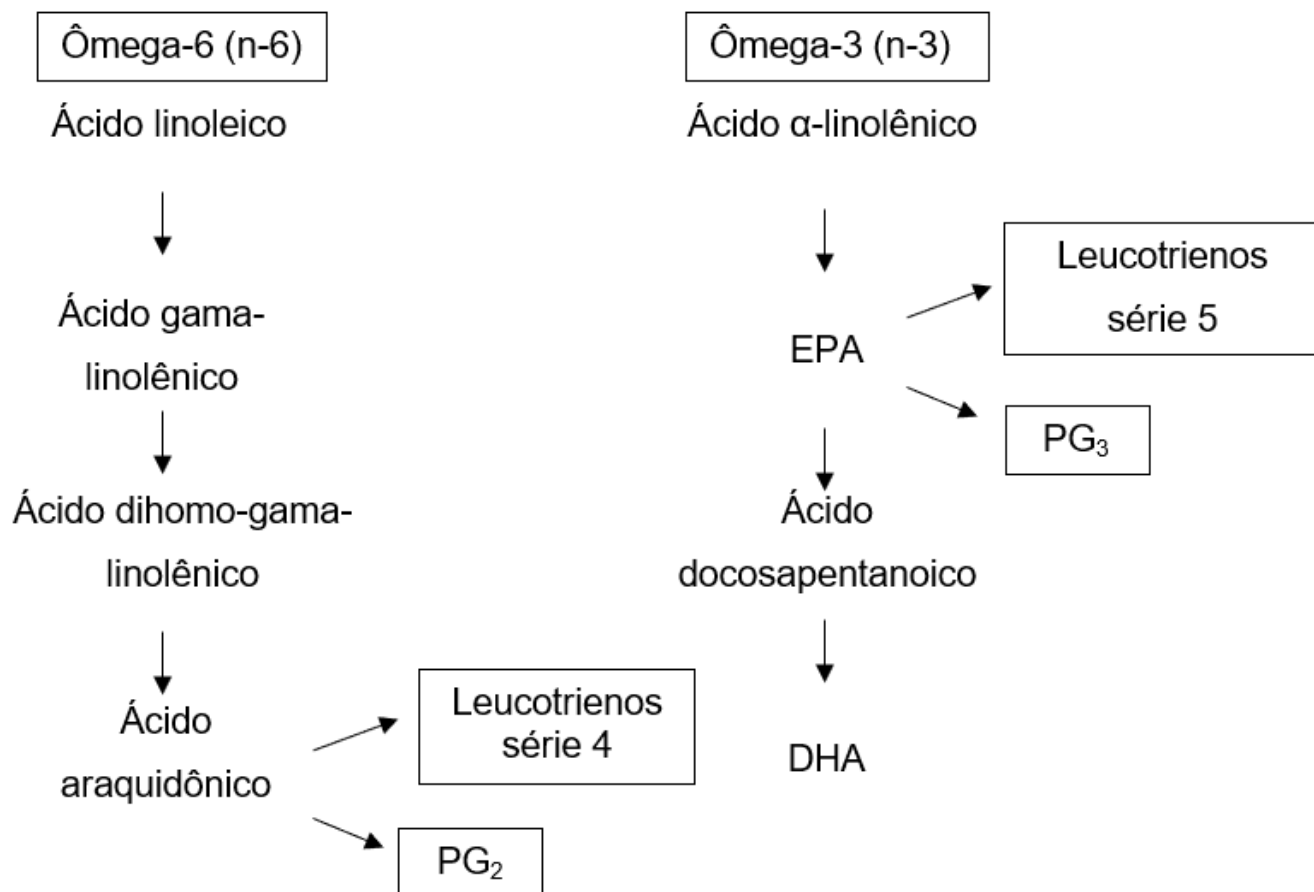 Ômega-6 (n-6)
Ácido linoleico
Ácido gama-
linolênico
Ácido dihomo-gama-
linolênico
Ácido
araquidônico
Leucotrienos
série 4
PG₂
Ômega-3 (n-3)
Ácido α-linolênico
EPA
Leucotrienos
série 5
PG₃
Ácido
docosapentanoico
DHA